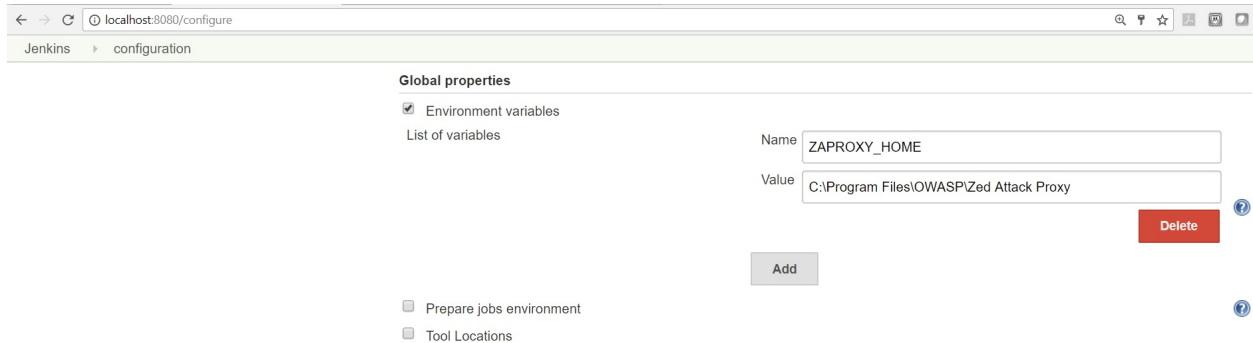 localhost:8080/configure
Jenkins configuration
Global properties
Environment variables
List of variables
Name ZAPROXY_HOME
Value C:\Program Files\OWASP\Zed Attack Proxy
Delete
Add
Prepare jobs environment
Tool Locations